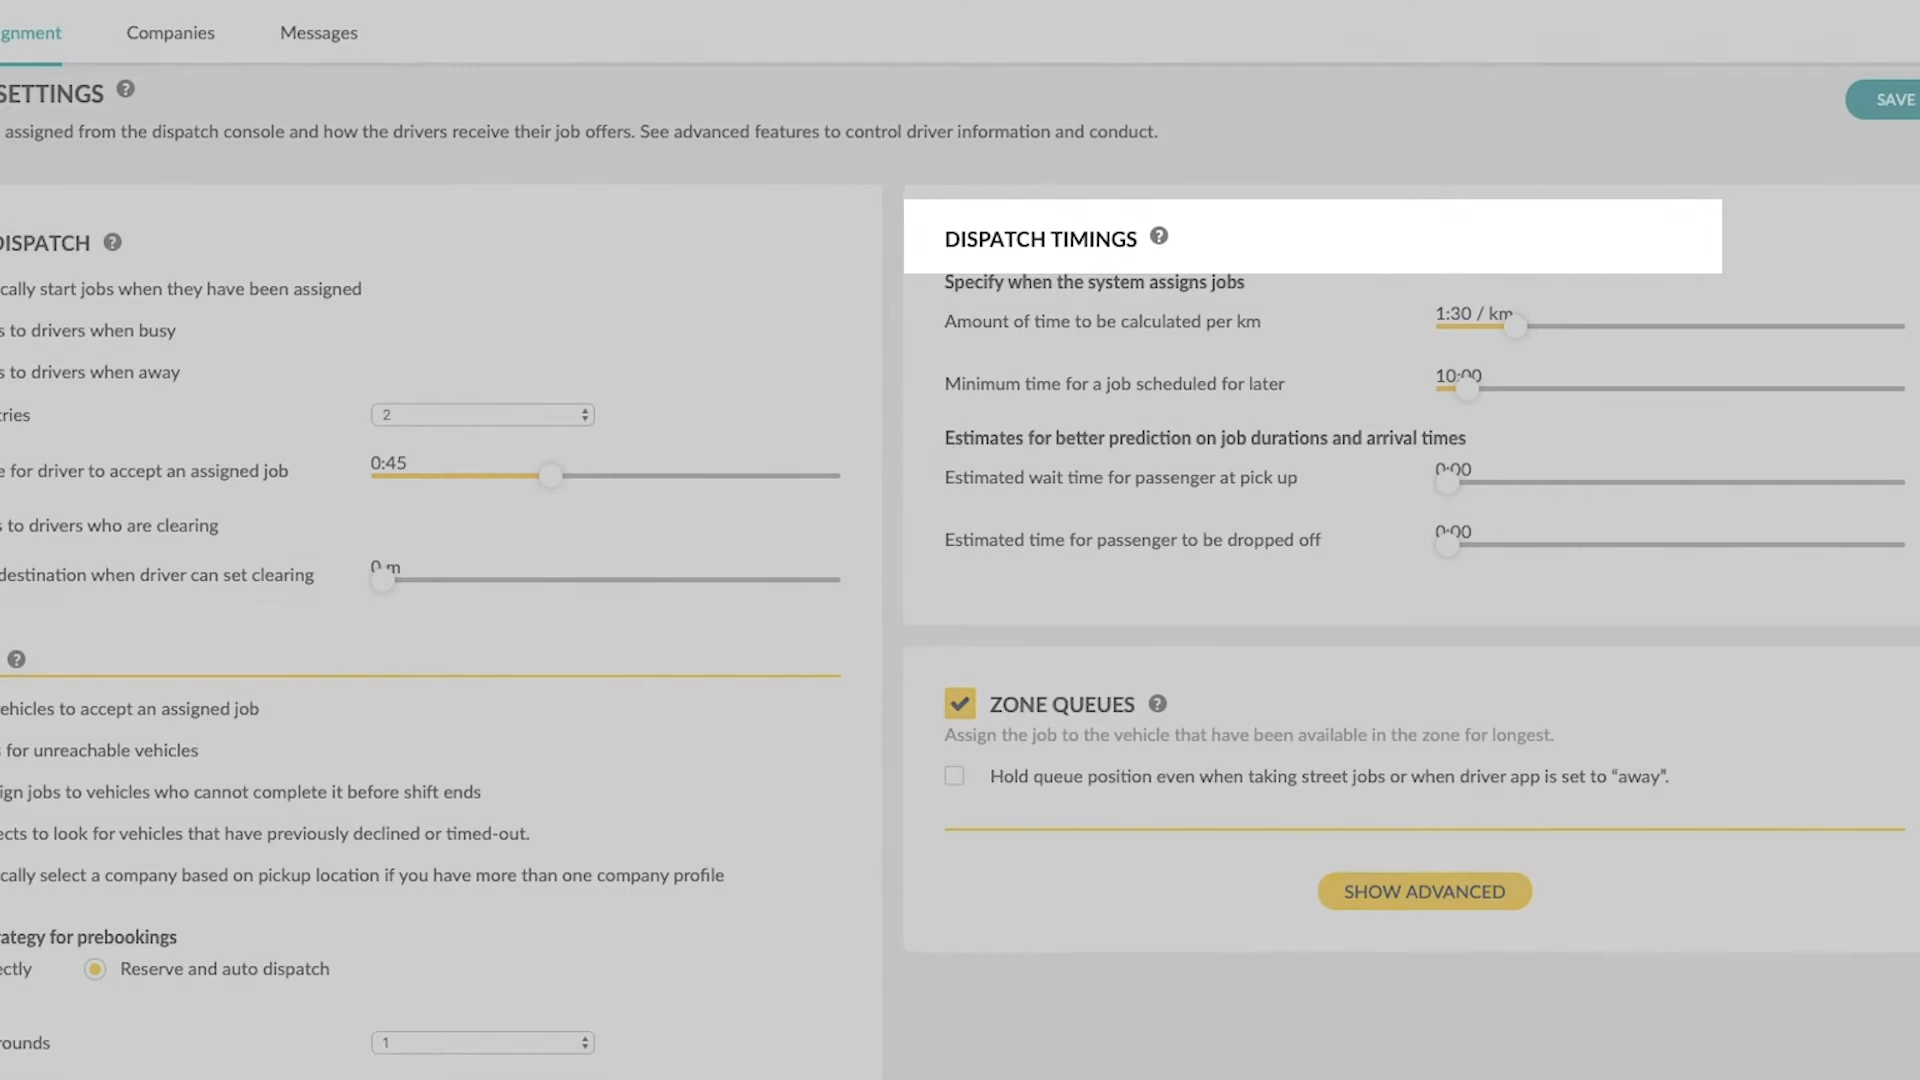 gnment
Companies
Messages
SETTINGS
assigned from the dispatch console and how the drivers receive their job offers. See advanced features to control driver information and conduct.
SAVE
DISPATCH
cally start jobs when they have been assigned
s to drivers when busy
s to drivers when away
tries
2
e for driver to accept an assigned job
0:45
s to drivers who are clearing
destination when driver can set clearing
0 m
ehicles to accept an assigned job
s for unreachable vehicles
ign jobs to vehicles who cannot complete it before shift ends
ects to look for vehicles that have previously declined or timed-out.
cally select a company based on pickup location if you have more than one company profile
rategy for prebookings
ectly
Reserve and auto dispatch
rounds
1
DISPATCH TIMINGS
Specify when the system assigns jobs
Amount of time to be calculated per km
1:30 / km
Minimum time for a job scheduled for later
10:00
Estimates for better prediction on job durations and arrival times
Estimated wait time for passenger at pick up
0:00
Estimated time for passenger to be dropped off
0:00
ZONE QUEUES
Assign the job to the vehicle that have been available in the zone for longest.
Hold queue position even when taking street jobs or when driver app is set to “away”.
SHOW ADVANCED